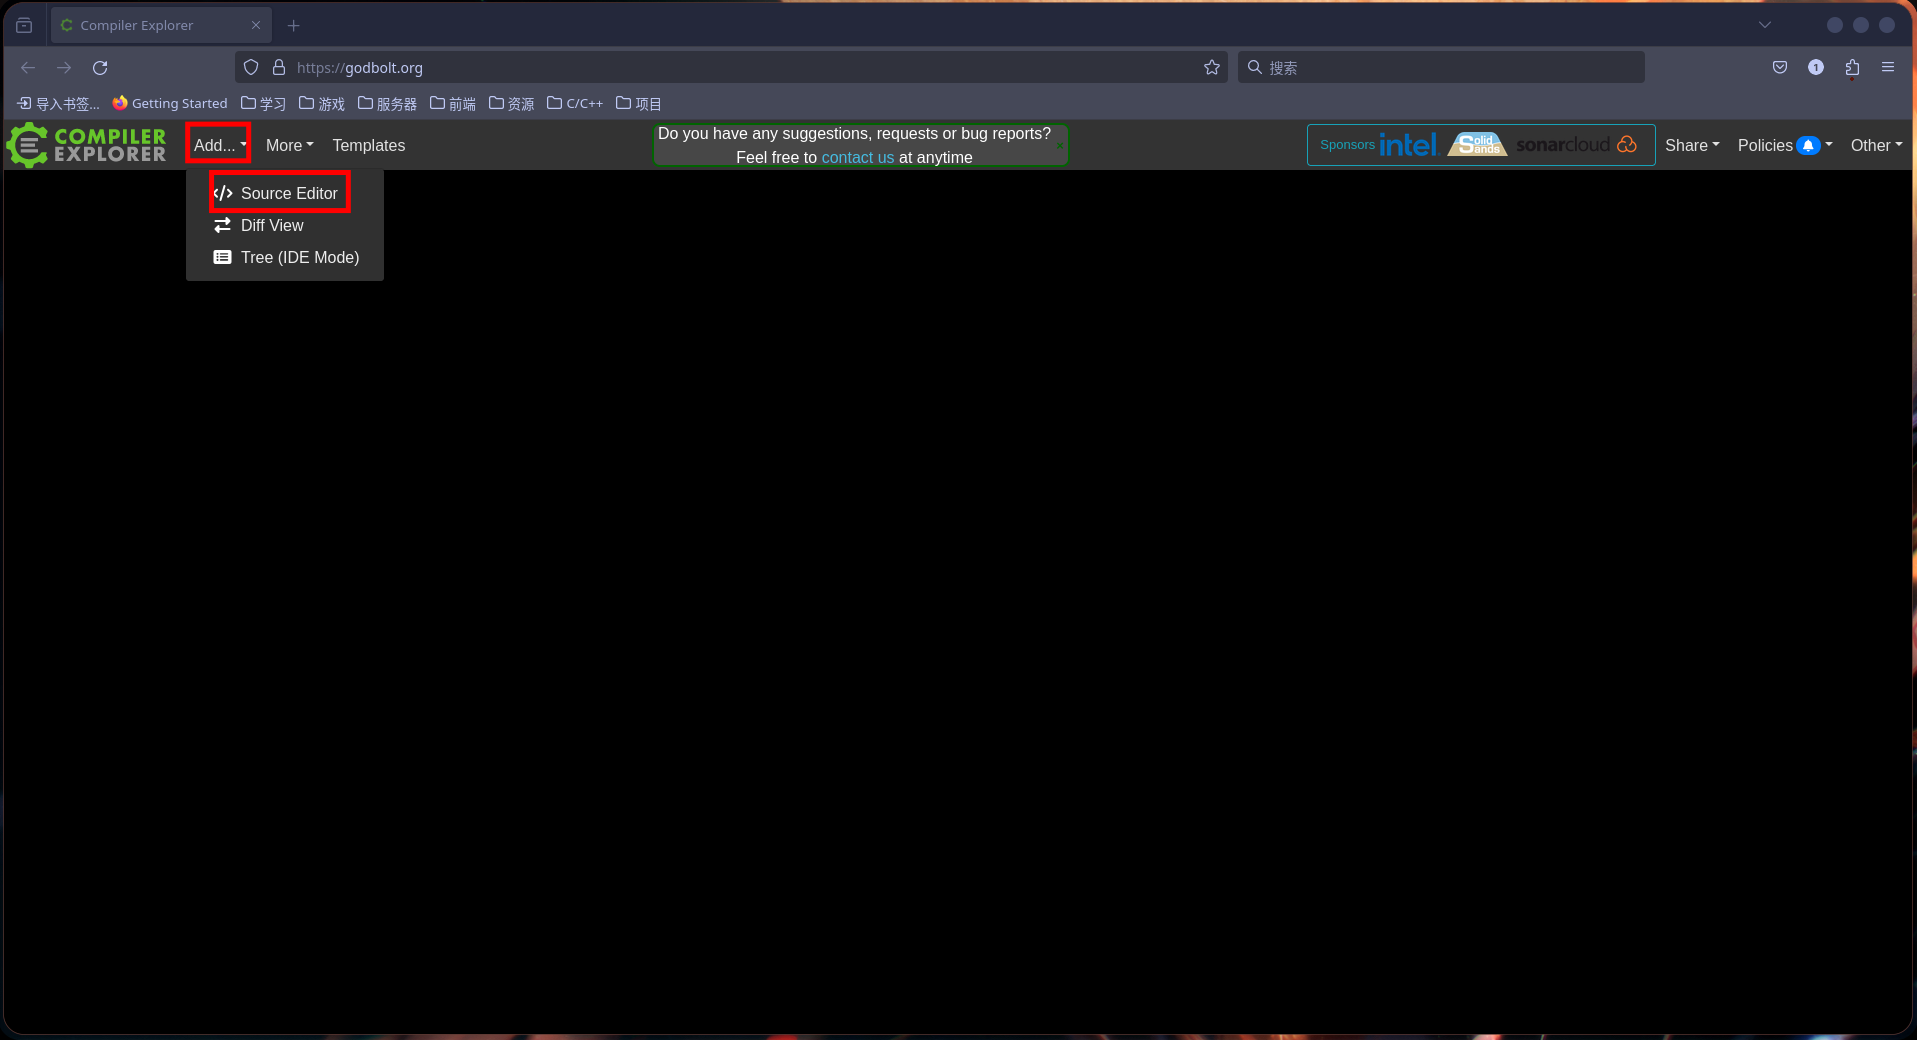 Compiler Explorer
https://godbolt.org
搜索
1
导入书签... Getting Started 学习 游戏 服务器 前端 资源 C/C++ 项目
COMPILER
EXPLORER
Add... More Templates
Do you have any suggestions, requests or bug reports?
Feel free to contact us at anytime
Sponsors intel. Solid Sands sonarcloud
Share Policies Other
Source Editor
Diff View
Tree (IDE Mode)